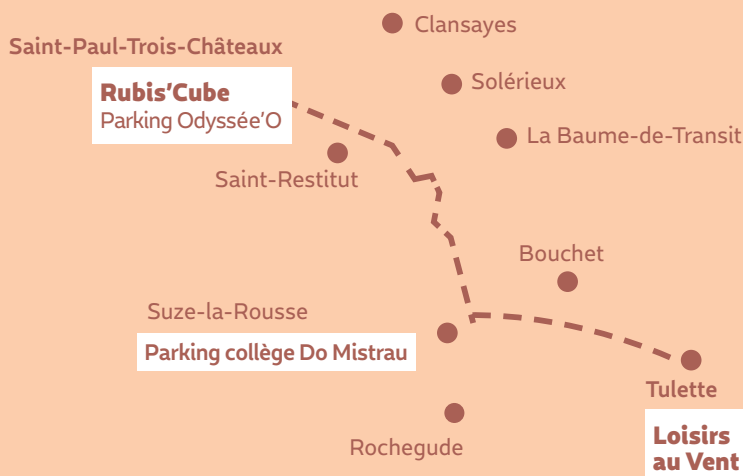 Clansayes
Saint-Paul-Trois-Châteaux
Rubis'Cube
Parking Odyssée'O
Solérieux
La Baume-de-Transit
Saint-Restitut
Bouchet
Suze-la-Rousse
Parking collège Do Mistrau
Tulette
Rochegude
Loisirs
au Vent